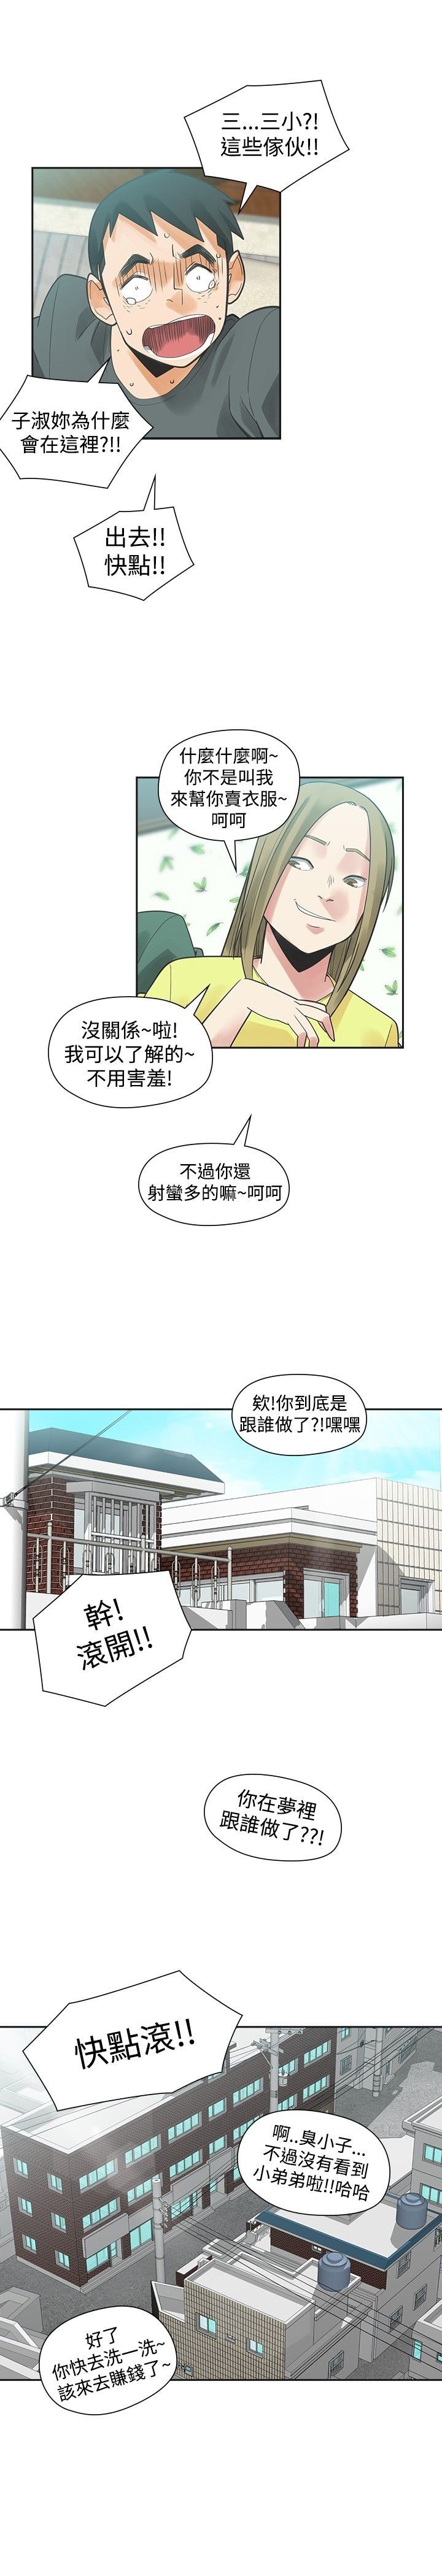 三...三小?!
這些傢伙!!
子淑妳為什麼
會在這裡?!!
出去!!
快點!!
什麼什麼啊~
你不是叫我
來幫你賣衣服~
呵呵
沒關係~啦!
我可以了解的~
不用害羞!
不過你還
射蠻多的嘛~呵呵
欸!你到底是
跟誰做了?!嘿嘿
幹!
滾開!!
你在夢裡
跟誰做了??!
快點滾!!
啊..臭小子...
不過沒有看到
小弟弟啦!!哈哈
好了
你快去洗一洗~
該來去賺錢了~